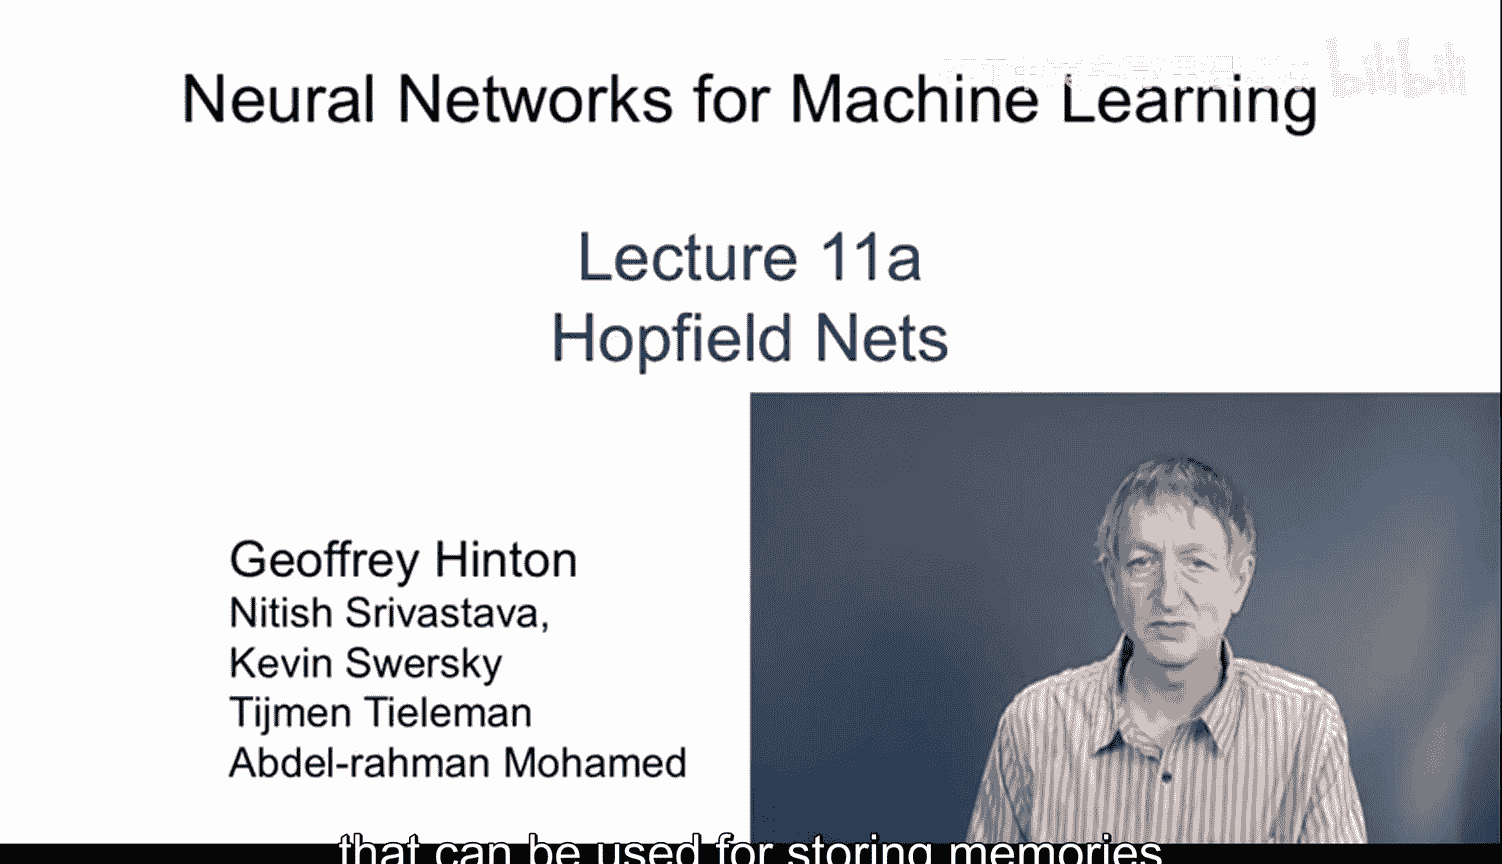 bilibili
Neural Networks for Machine Learning
Lecture 11a
Hopfield Nets
Geoffrey Hinton
Nitish Srivastava,
Kevin Swersky
Tijmen Tieleman
Abdel-rahman Mohamed
that can be used for storing memories